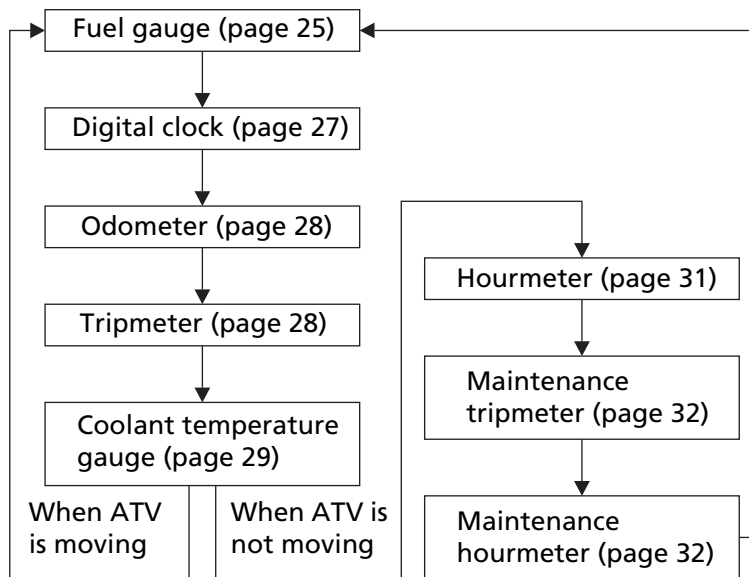 Fuel gauge (page 25)
Digital clock (page 27)
Odometer (page 28)
Tripmeter (page 28)
Coolant temperature
gauge (page 29)
When ATV
is moving
When ATV is
not moving
Hourmeter (page 31)
Maintenance
tripmeter (page 32)
Maintenance
hourmeter (page 32)